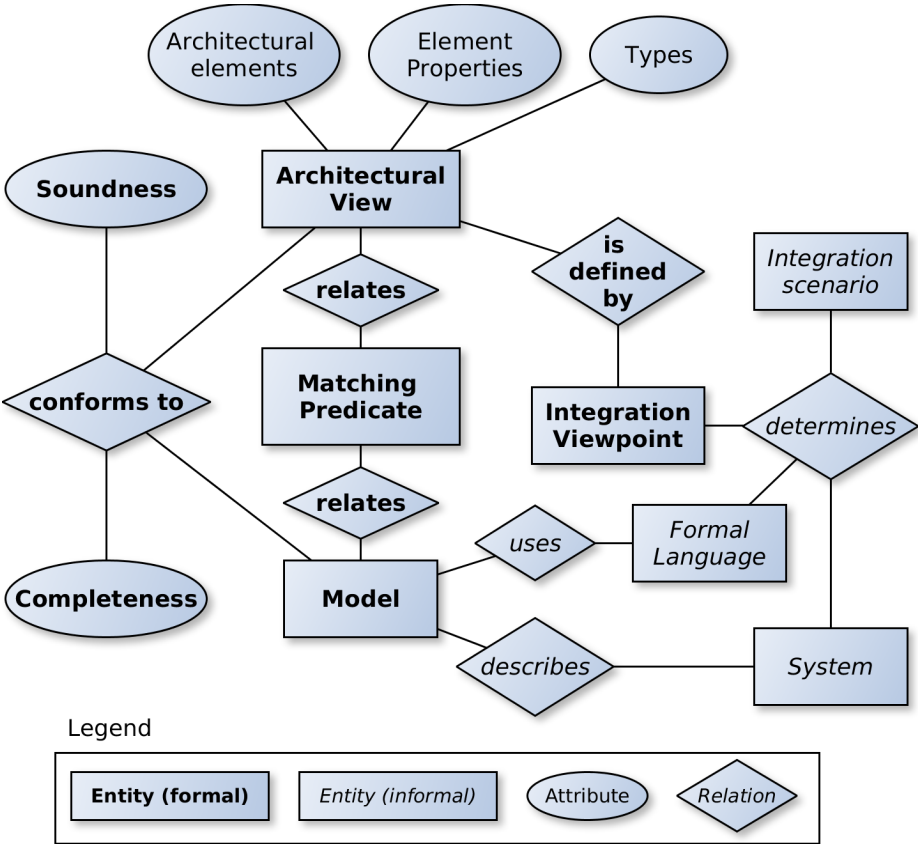 Architectural
elements
Element
Properties
Types
Soundness
Architectural
View
is
defined
by
Integration
scenario
relates
conforms to
Matching
Predicate
Integration
Viewpoint
determines
relates
uses
Formal
Language
Completeness
Model
describes
System
Legend
Entity (formal)
Entity (informal)
Attribute
Relation